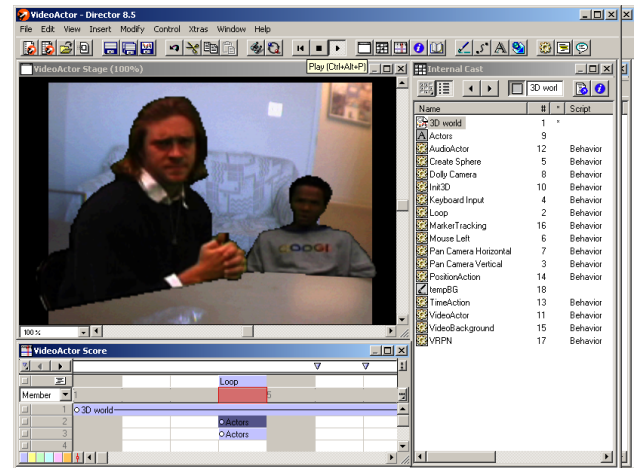 VideoActor - Director 8.5
File Edit View Insert Modify Control Xtras Window Help
Play (Ctrl+Alt+P)
VideoActor Stage (100%)
100 %
Internal Cast
3D worl
Name # * Script
3D world 1 *
Actors 9
AudioActor 12 Behavior
Create Sphere 5 Behavior
Dolly Camera 8 Behavior
Init3D 10 Behavior
Keyboard Input 4 Behavior
Loop 2 Behavior
MarkerTracking 16 Behavior
Mouse Left 6 Behavior
Pan Camera Horizontal 7 Behavior
Pan Camera Vertical 3 Behavior
PositionAction 14 Behavior
tempBG 18
TimeAction 13 Behavior
VideoActor 11 Behavior
VideoBackground 15 Behavior
VRPN 17 Behavior
VideoActor Score
Loop
Member 1 5
1 3D world
2 Actors
3 Actors
4